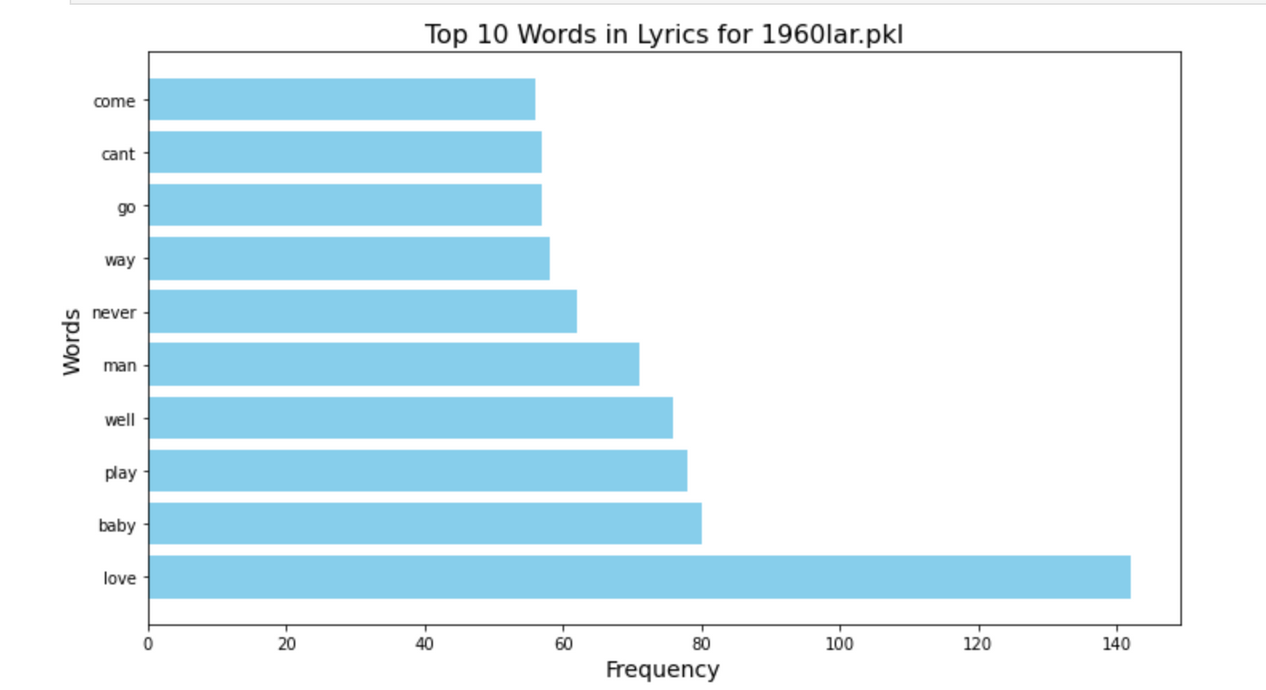 Top 10 Words in Lyrics for 1960lar.pkl
come
cant
go
way
never
man
well
play
baby
love
Words
0 20 40 60 80 100 120 140
Frequency